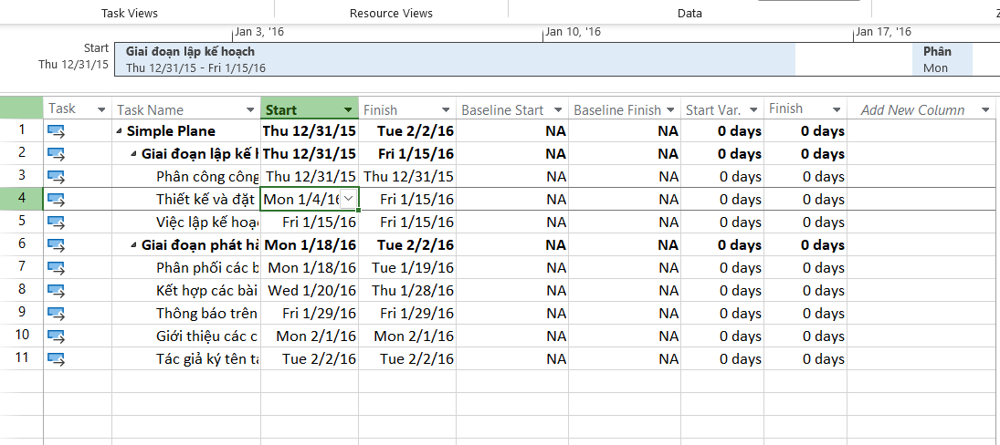 Task Views Resource Views Data
Jan 3, '16 Jan 10, '16 Jan 17, '16
Start
Thu 12/31/15
Giai đoạn lập kế hoạch
Thu 12/31/15 - Fri 1/15/16
Phân
Mon
Task Task Name Start Finish Baseline Start Baseline Finish Start Var. Finish Add New Column
1 Simple Plane Thu 12/31/15 Tue 2/2/16 NA NA 0 days 0 days
2 Giai đoạn lập kế Thu 12/31/15 Fri 1/15/16 NA NA 0 days 0 days
3 Phân công công Thu 12/31/15 Thu 12/31/15 NA NA 0 days 0 days
4 Thiết kế và đặt Mon 1/4/16 Fri 1/15/16 NA NA 0 days 0 days
5 Việc lập kế hoạ Fri 1/15/16 Fri 1/15/16 NA NA 0 days 0 days
6 Giai đoạn phát hà Mon 1/18/16 Tue 2/2/16 NA NA 0 days 0 days
7 Phân phối các b Mon 1/18/16 Tue 1/19/16 NA NA 0 days 0 days
8 Kết hợp các bài Wed 1/20/16 Thu 1/28/16 NA NA 0 days 0 days
9 Thông báo trên Fri 1/29/16 Fri 1/29/16 NA NA 0 days 0 days
10 Giới thiệu các c Mon 2/1/16 Mon 2/1/16 NA NA 0 days 0 days
11 Tác giả ký tên tạ Tue 2/2/16 Tue 2/2/16 NA NA 0 days 0 days